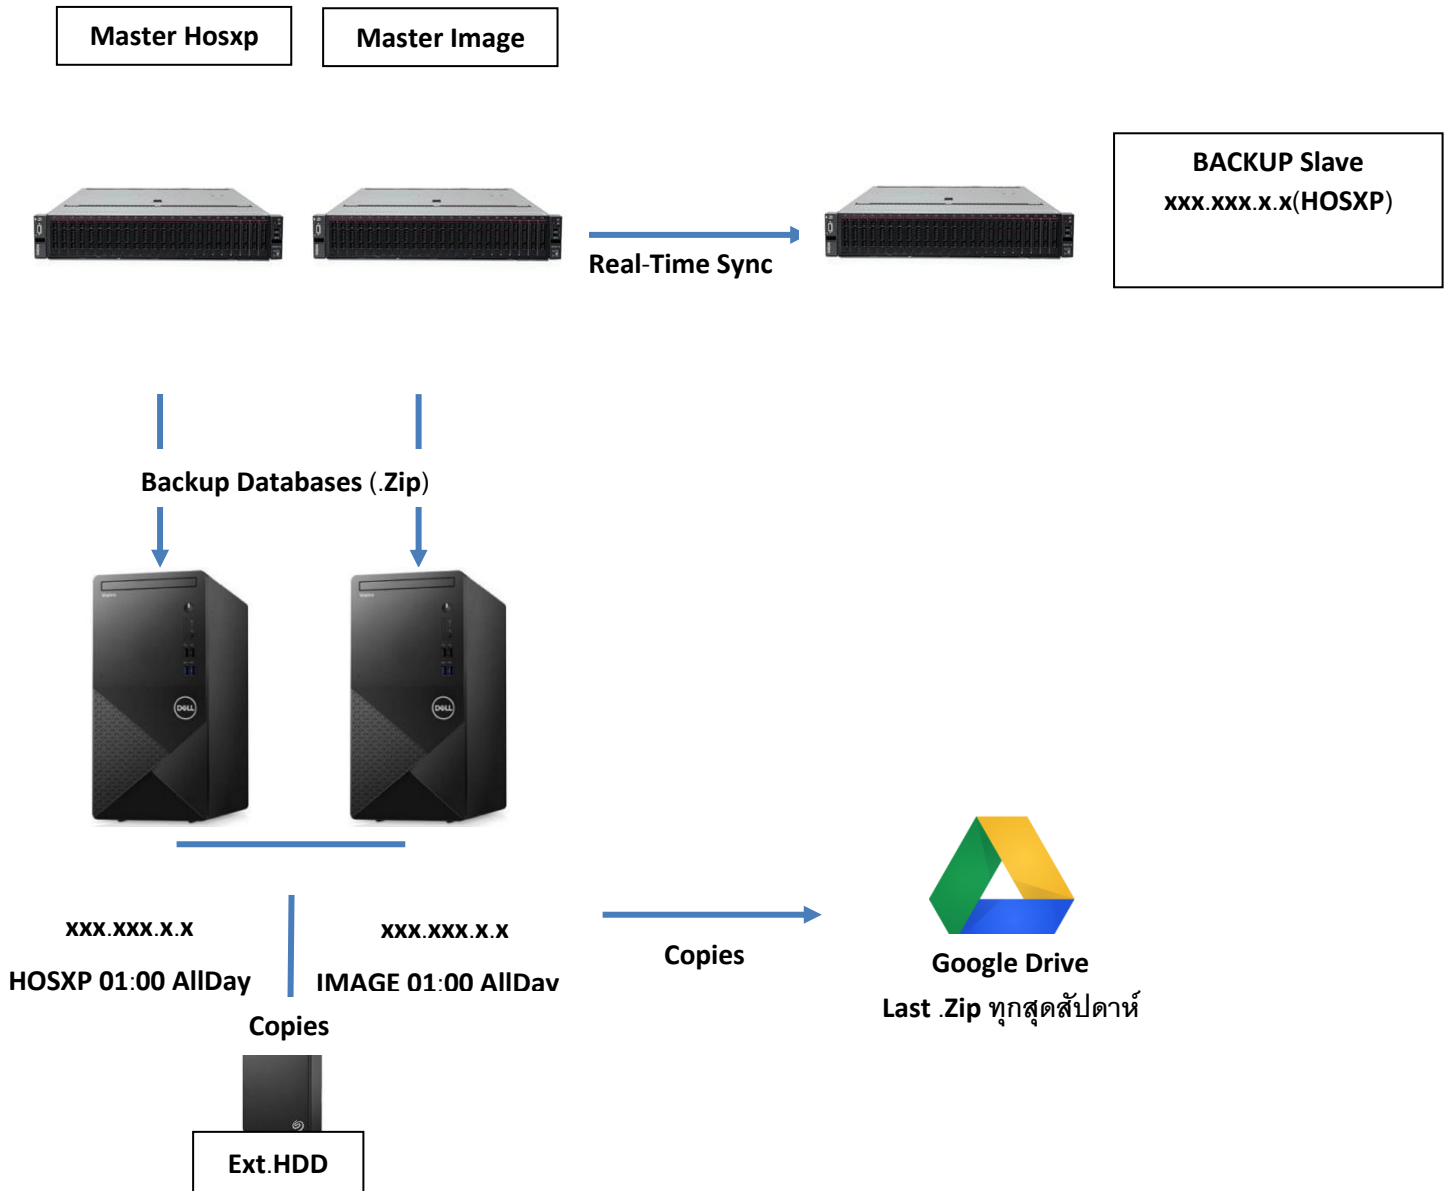 Master Hosxp
Master Image
BACKUP Slave
xxx.xxx.x.x(HOSXP)
Real-Time Sync
Backup Databases (.Zip)
DELL
DELL
xxx.xxx.x.x
HOSXP 01:00 AllDay
xxx.xxx.x.x
IMAGE 01:00 AllDay
Copies
Google Drive
Last .Zip ทุกสุดสัปดาห์
Copies
Ext.HDD